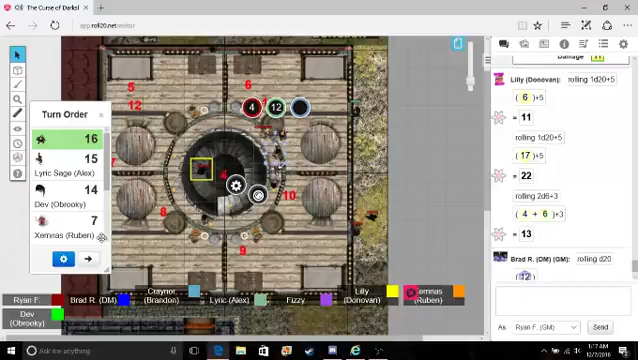 The Curse of Darksl
app.roll20.net/editor
Turn Order
16
15
Lyric Sage (Alex)
14
Dev (Obrooky)
7
Xemnas (Ruben)
5
12
6
4
12
7
8
9
10
Damage
Lilly (Donovan):
rolling 1d20+5
(6)+5
= 11
rolling 1d20+5
(17)+5
= 22
rolling 2d6+3
(4+6)+3
= 13
Brad R. (DM) (GM):
rolling d20
(12)
As: Ryan F. (GM)
Send
Ryan F.
Brad R. (DM)
Craynor (Brandon)
Lyric (Alex)
Fizzy
Lilly (Donovan)
(Ruben)
Dev (Obrooky)
Ask me anything
1:17 AM
12/7/2016